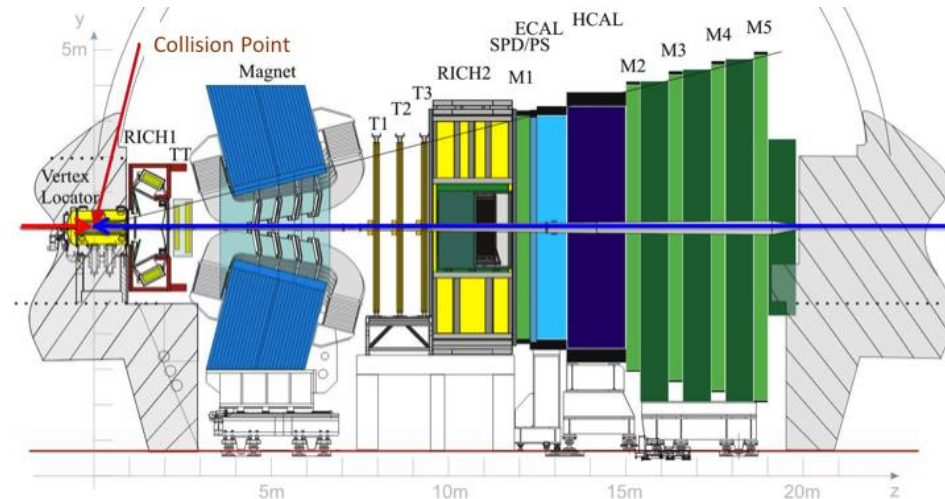 y
5m
Collision Point
Magnet
Vertex
Locator
RICH1
TT
T1
T2
T3
RICH2
SPD/PS
ECAL
HCAL
M1
M2
M3
M4
M5
5m
10m
15m
20m
z